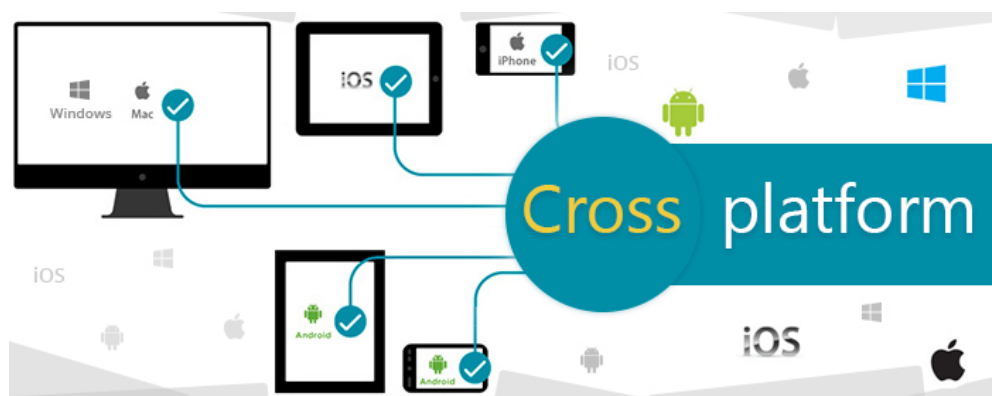 iOS
iPhone
iOS
Windows
Mac
Cross platform
iOS
Android
iOS
Android